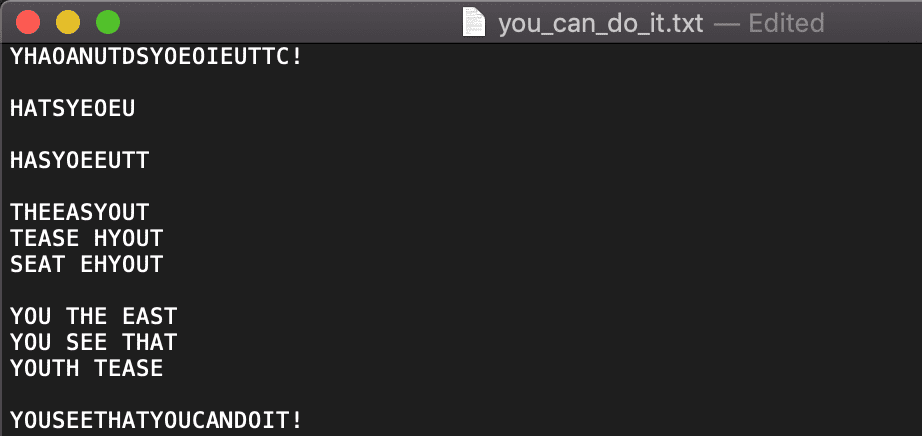 you_can_do_it.txt — Edited
YHAOANUTDSYOEOIEUTTC!
HATSYEOEU
HASYOEEUTT
THEEASYOUT
TEASE HYOUT
SEAT EHYOUT
YOU THE EAST
YOU SEE THAT
YOUTH TEASE
YOUSEETHATYOUCANDOIT!